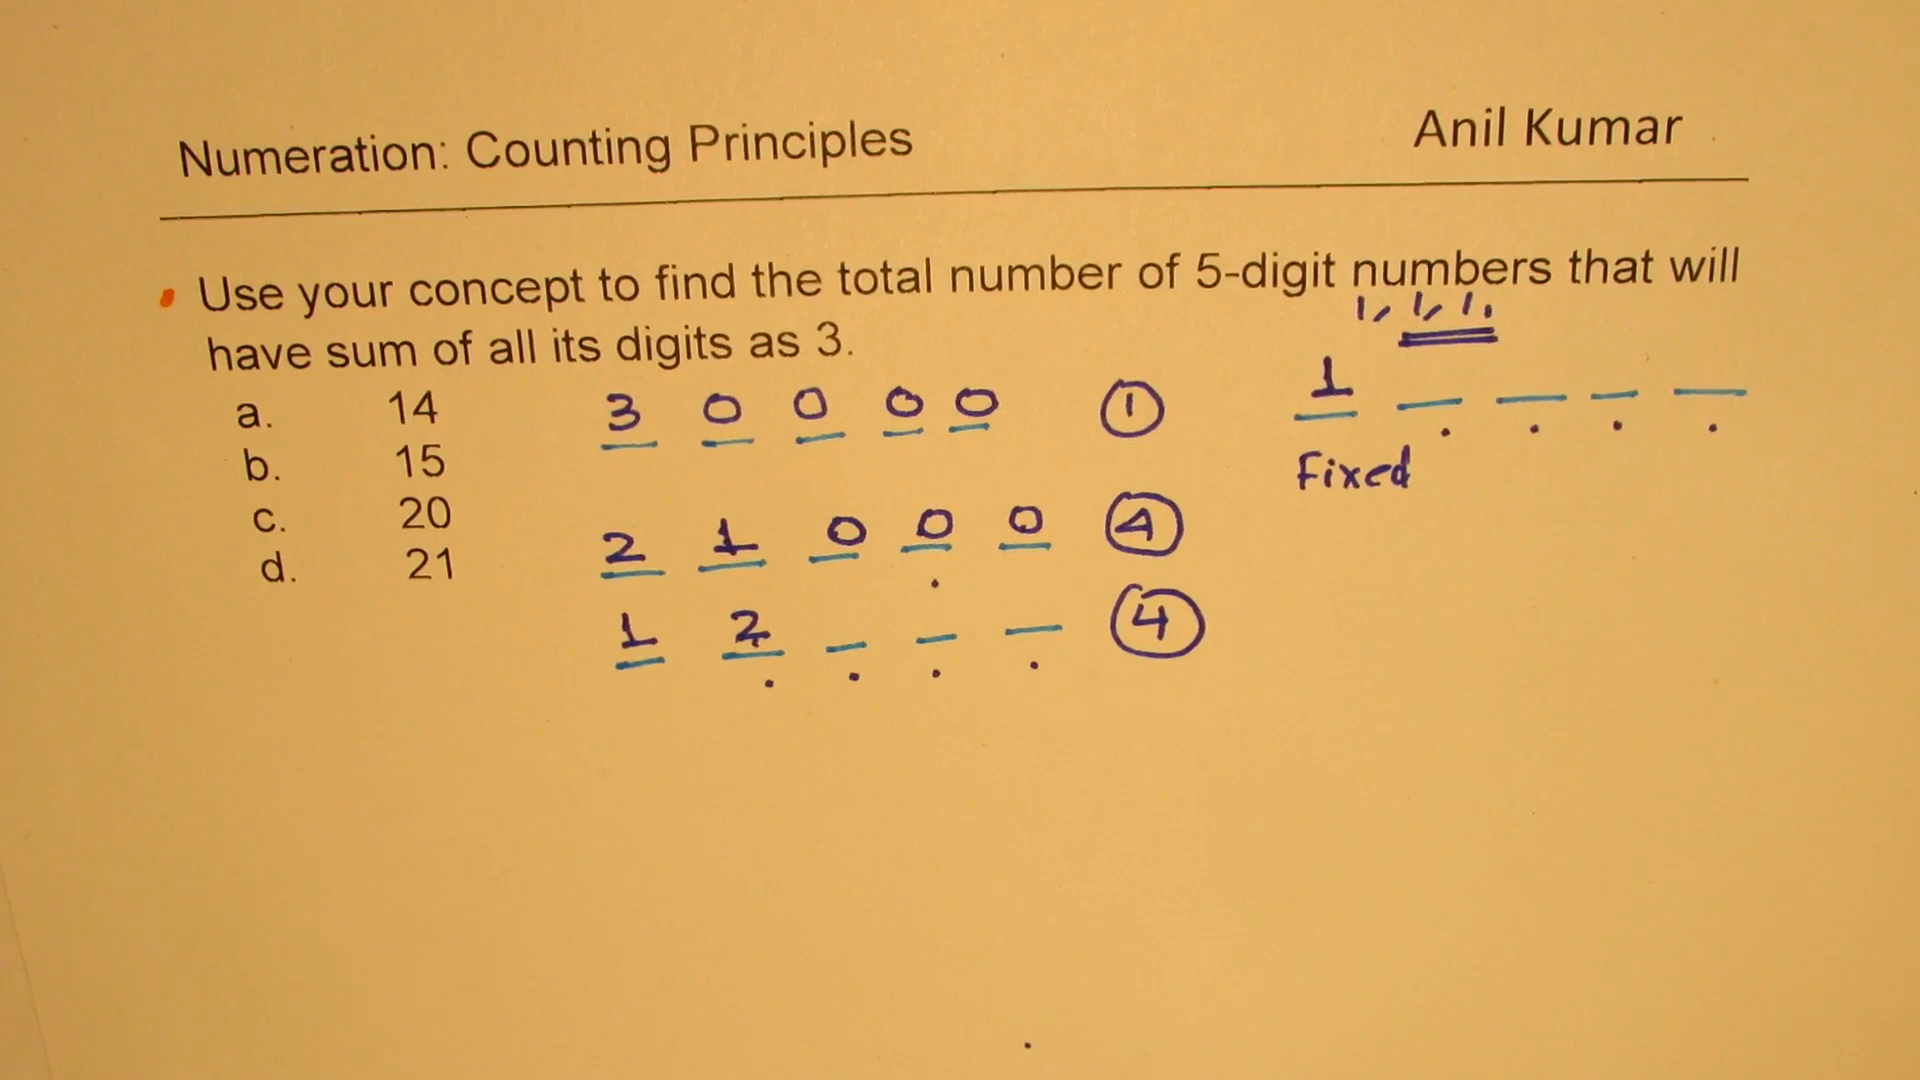 Numeration: Counting Principles
Anil Kumar
Use your concept to find the total number of 5-digit numbers that will
have sum of all its digits as 3.
a. 14
b. 15
c. 20
d. 21
3 0 0 0 0 1
2 1 0 0 0 4
1 2 4
1, 1, 1.
1
Fixed